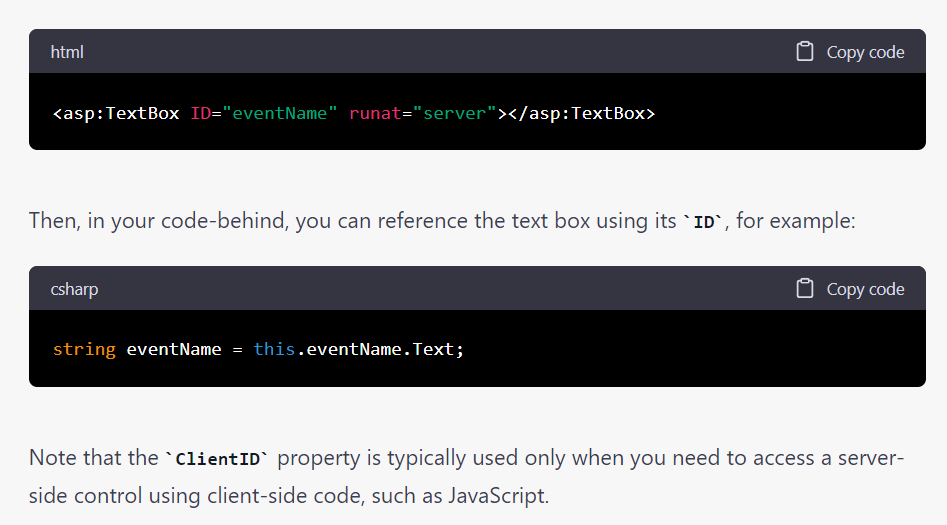 html Copy code
<asp:TextBox ID="eventName" runat="server"></asp:TextBox>
Then, in your code-behind, you can reference the text box using its `ID`, for example:
csharp Copy code
string eventName = this.eventName.Text;
Note that the `ClientID` property is typically used only when you need to access a server-
side control using client-side code, such as JavaScript.